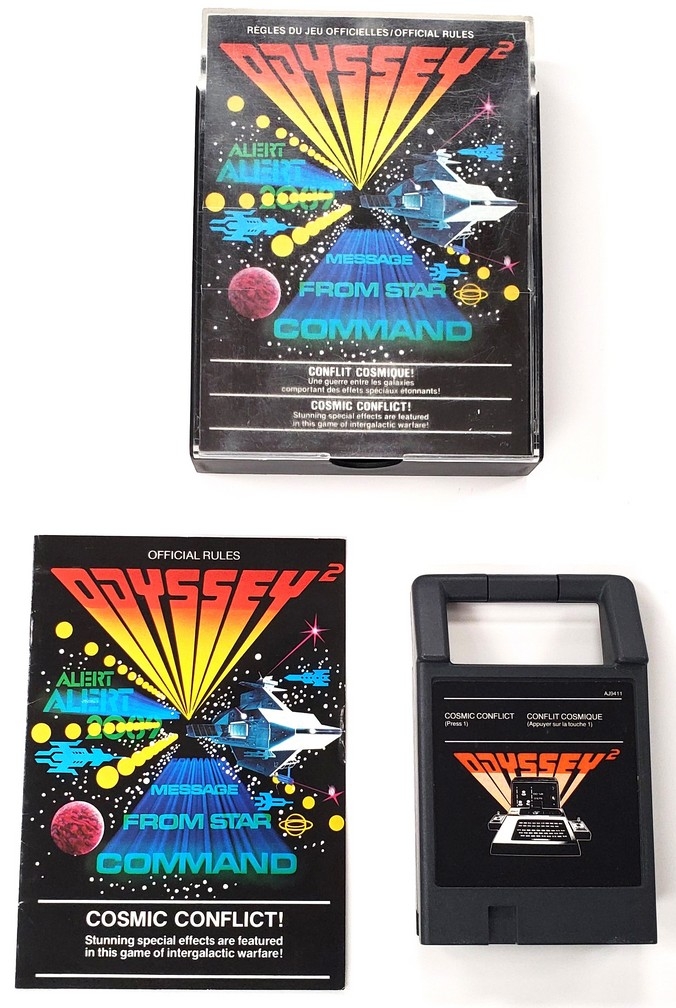 RÈGLES DU JEU OFFICIELLES/OFFICIAL RULES
ODYSSEY²
ALERT
ALERT
2089
MESSAGE
FROM STAR
COMMAND
CONFLIT COSMIQUE!
Une guerre entre les galaxies
comportant des effets spéciaux étonnants!
COSMIC CONFLICT!
Stunning special effects are featured
in this game of intergalactic warfare!
OFFICIAL RULES
ODYSSEY²
ALERT
ALERT
2089
MESSAGE
FROM STAR
COMMAND
COSMIC CONFLICT!
Stunning special effects are featured
in this game of intergalactic warfare!
AJ9411
COSMIC CONFLICT CONFLIT COSMIQUE
(Press 1) (Appuyer sur la touche 1)
ODYSSEY²